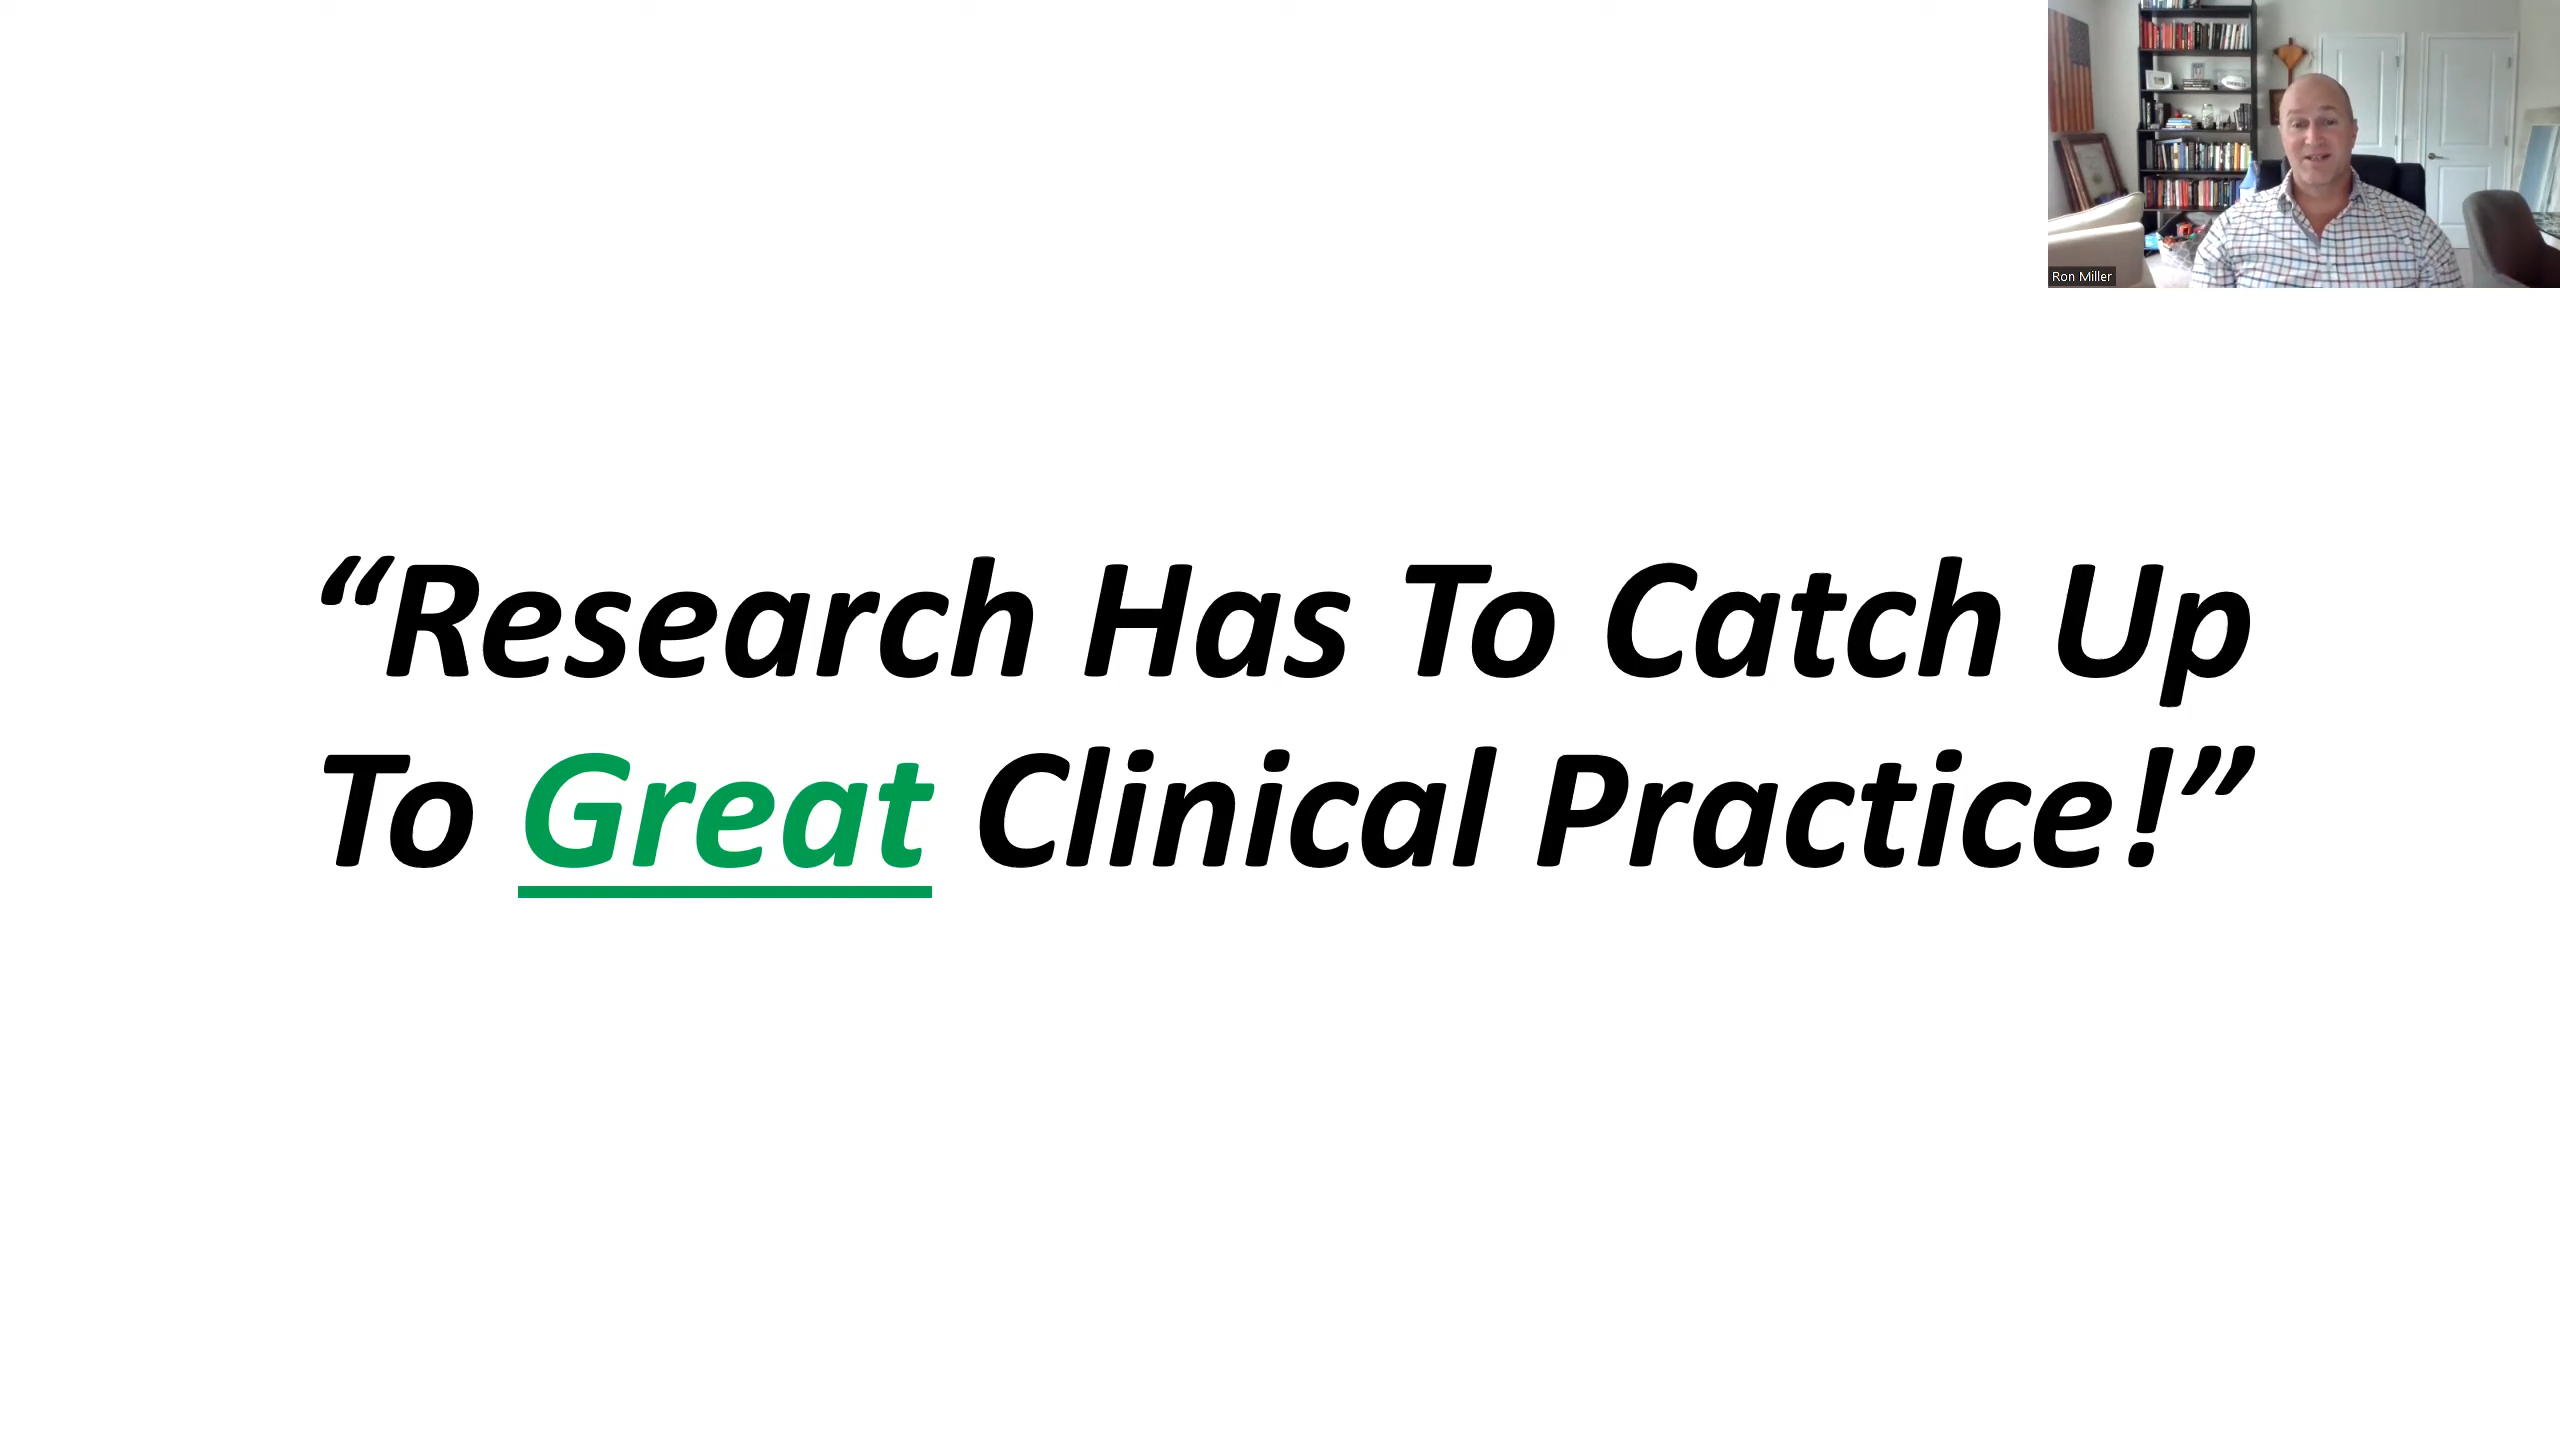 Ron Miller
“Research Has To Catch Up
To Great Clinical Practice!”